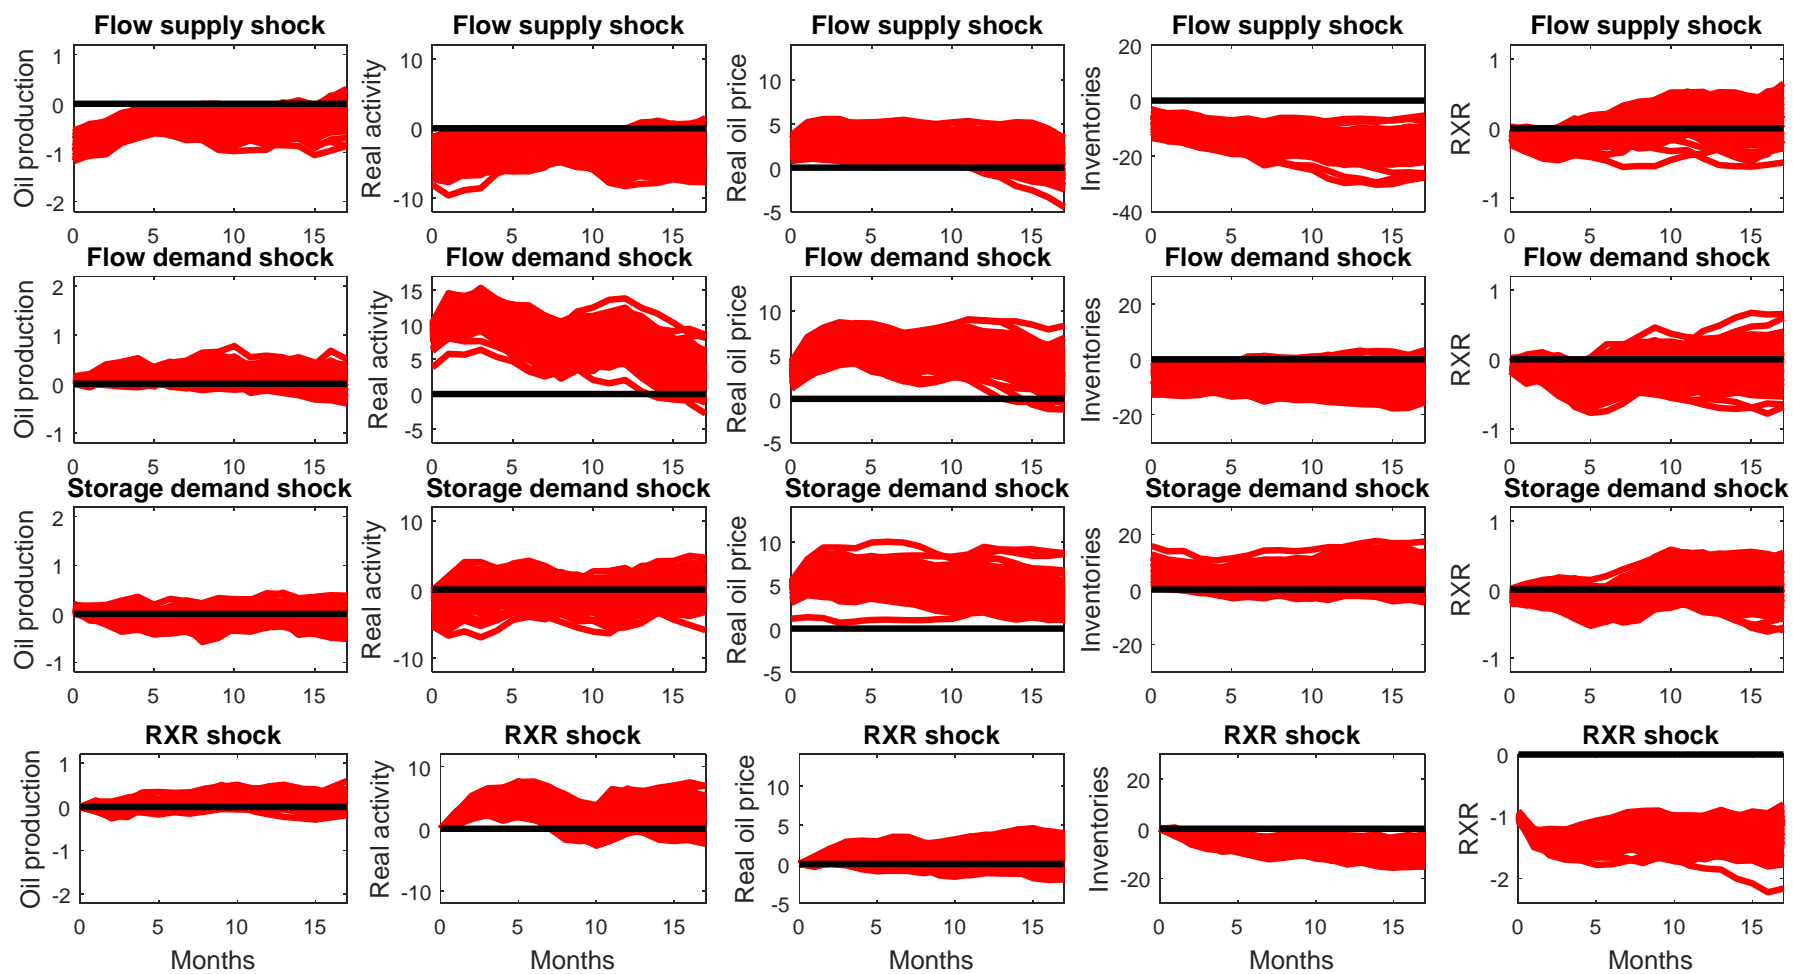 Flow supply shock Flow supply shock Flow supply shock Flow supply shock Flow supply shock
Oil production 1 0 -1 -2 0 5 10 15
Real activity 10 0 -10 0 5 10 15
Real oil price 10 5 0 -5 0 5 10 15
Inventories 20 0 -20 -40 0 5 10 15
RXR 1 0 -1 0 5 10 15
Flow demand shock Flow demand shock Flow demand shock Flow demand shock Flow demand shock
Oil production 2 1 0 -1 0 5 10 15
Real activity 15 10 5 0 -5 0 5 10 15
Real oil price 10 5 0 -5 0 5 10 15
Inventories 20 0 -20 0 5 10 15
RXR 1 0 -1 0 5 10 15
Storage demand shock Storage demand shock Storage demand shock Storage demand shock Storage demand shock
Oil production 2 1 0 -1 0 5 10 15
Real activity 10 0 -10 0 5 10 15
Real oil price 10 5 0 -5 0 5 10 15
Inventories 20 0 -20 0 5 10 15
RXR 1 0 -1 0 5 10 15
RXR shock RXR shock RXR shock RXR shock RXR shock
Oil production 1 0 -1 -2 0 5 10 15
Real activity 10 0 -10 0 5 10 15
Real oil price 10 5 0 -5 0 5 10 15
Inventories 20 0 -20 0 5 10 15
RXR 0 -1 -2 0 5 10 15
Months Months Months Months Months